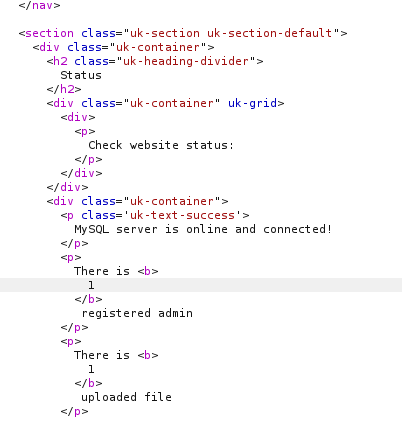 </nav>
<section class="uk-section uk-section-default">
<div class="uk-container">
<h2 class="uk-heading-divider">
Status
</h2>
<div class="uk-container" uk-grid>
<div>
<p>
Check website status:
</p>
</div>
</div>
<div class="uk-container">
<p class='uk-text-success'>
MySQL server is online and connected!
</p>
<p>
There is <b>
1
</b>
registered admin
</p>
<p>
There is <b>
1
</b>
uploaded file
</p>